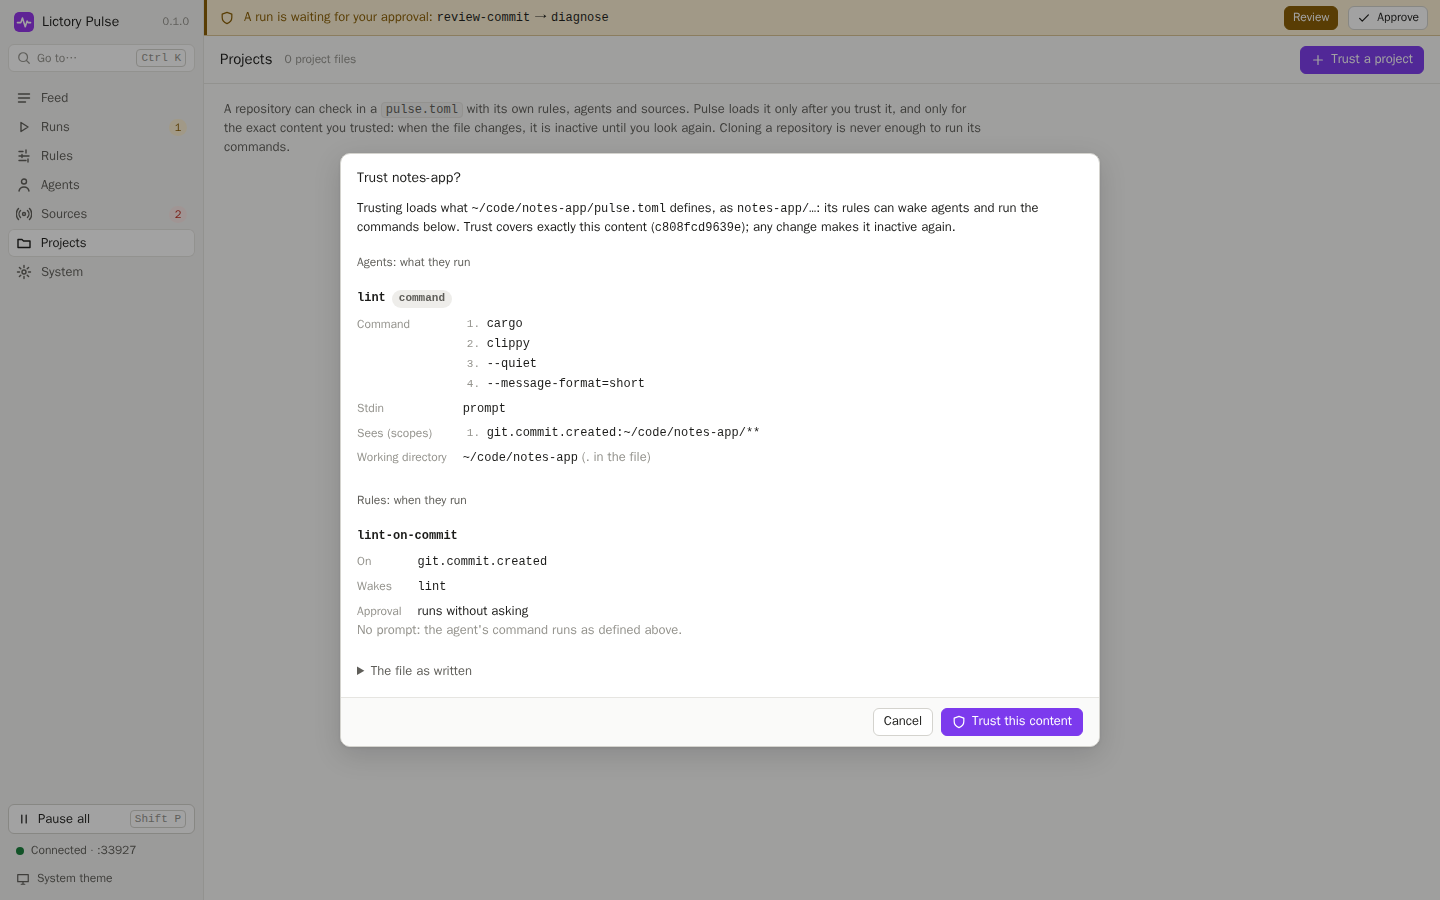 Lictory Pulse 0.1.0
Go to··· Ctrl K
Feed
Runs 1
Rules
Agents
Sources 2
Projects
System
Pause all Shift P
Connected · :33927
System theme
A run is waiting for your approval: review-commit → diagnose
Review
Approve
Projects 0 project files
Trust a project
A repository can check in a pulse.toml with its own rules, agents and sources. Pulse loads it only after you trust it, and only for
the exact content you trusted: when the file changes, it is inactive until you look again. Cloning a repository is never enough to run its
commands.
Trust notes-app?
Trusting loads what ~/code/notes-app/pulse.toml defines, as notes-app/…: its rules can wake agents and run the
commands below. Trust covers exactly this content (c808fcd9639e); any change makes it inactive again.
Agents: what they run
lint command
Command 1. cargo
2. clippy
3. --quiet
4. --message-format=short
Stdin prompt
Sees (scopes) 1. git.commit.created:~/code/notes-app/**
Working directory ~/code/notes-app (. in the file)
Rules: when they run
lint-on-commit
On git.commit.created
Wakes lint
Approval runs without asking
No prompt: the agent's command runs as defined above.
The file as written
Cancel
Trust this content